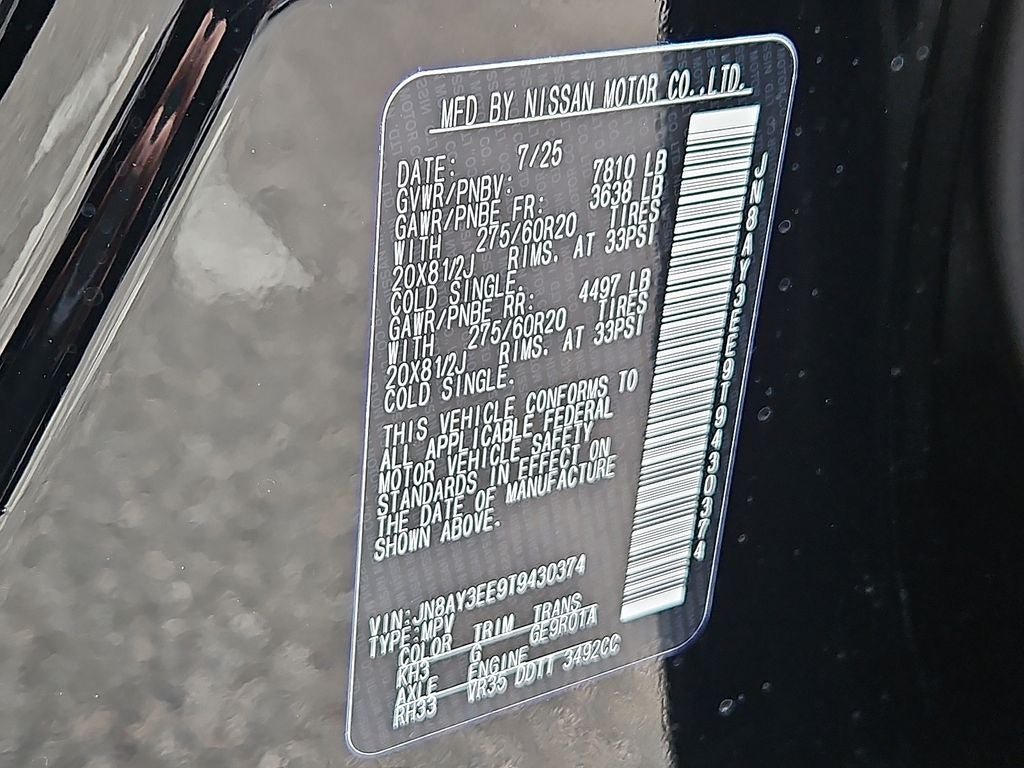 MFD BY NISSAN MOTOR CO.,LTD.
DATE: 7/25
GVWR/PNBV: 7810 LB
GAWR/PNBE FR: 3638 LB
WITH 275/60R20 TIRES
20X81/2J RIMS. AT 33PSI
COLD SINGLE.
GAWR/PNBE RR: 4497 LB
WITH 275/60R20 TIRES
20X81/2J RIMS. AT 33PSI
COLD SINGLE.
THIS VEHICLE CONFORMS TO
ALL APPLICABLE FEDERAL
MOTOR VEHICLE SAFETY
STANDARDS IN EFFECT ON
THE DATE OF MANUFACTURE
SHOWN ABOVE.
VIN:JN8AY3EE9T9430374
TYPE:MPV
COLOR TRIM TRANS
KH3 G GE9R01A
AXLE ENGINE
RH33 VR35 DDTT 3492CC
JN8AY3EE9T9430374